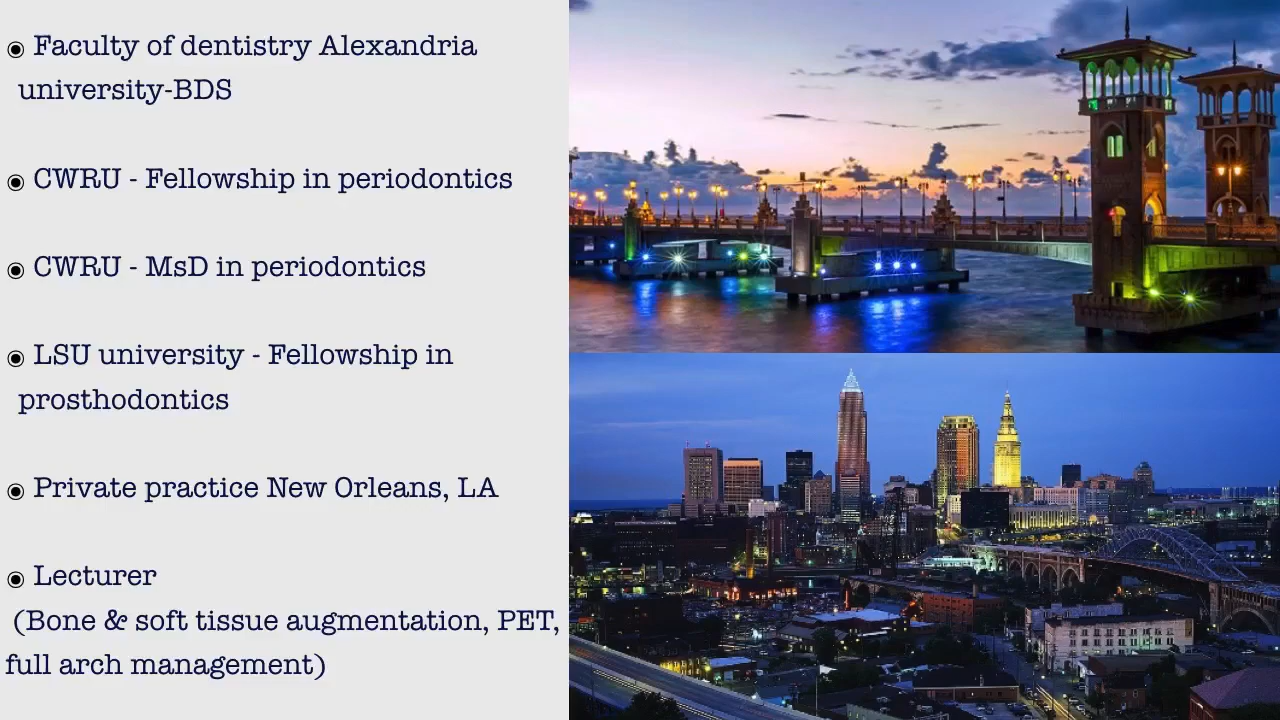 ◉ Faculty of dentistry Alexandria
university-BDS
◉ CWRU - Fellowship in periodontics
◉ CWRU - MsD in periodontics
◉ LSU university - Fellowship in
prosthodontics
◉ Private practice New Orleans, LA
◉ Lecturer
(Bone & soft tissue augmentation, PET,
full arch management)